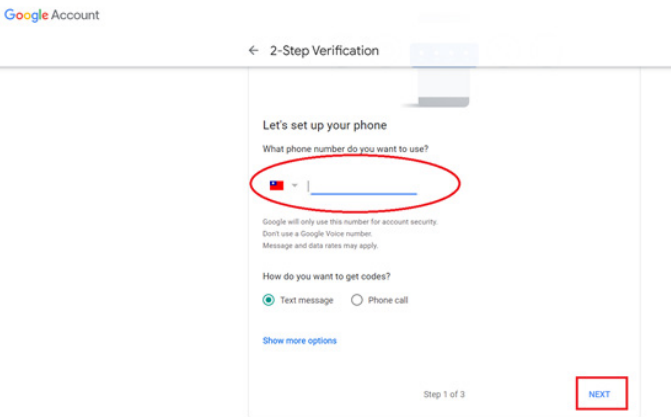 Google Account
2-Step Verification
Let's set up your phone
What phone number do you want to use?
Google will only use this number for account security.
Don't use a Google Voice number.
Message and data rates may apply.
How do you want to get codes?
Text message Phone call
Show more options
Step 1 of 3 NEXT